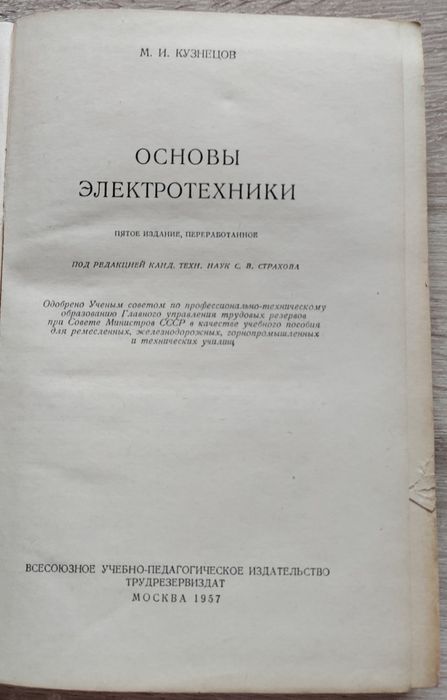 М. И. КУЗНЕЦОВ
ОСНОВЫ
ЭЛЕКТРОТЕХНИКИ
ПЯТОЕ ИЗДАНИЕ, ПЕРЕРАБОТАННОЕ
ПОД РЕДАКЦИЕЙ КАНД. ТЕХН. НАУК С. В. СТРАХОВА
Одобрено Ученым советом по профессионально-техническому
образованию Главного управления трудовых резервов
при Совете Министров СССР в качестве учебного пособия
для ремесленных, железнодорожных, горнопромышленных
и технических училищ
ВСЕСОЮЗНОЕ УЧЕБНО-ПЕДАГОГИЧЕСКОЕ ИЗДАТЕЛЬСТВО
ТРУДРЕЗЕРВИЗДАТ
МОСКВА 1957